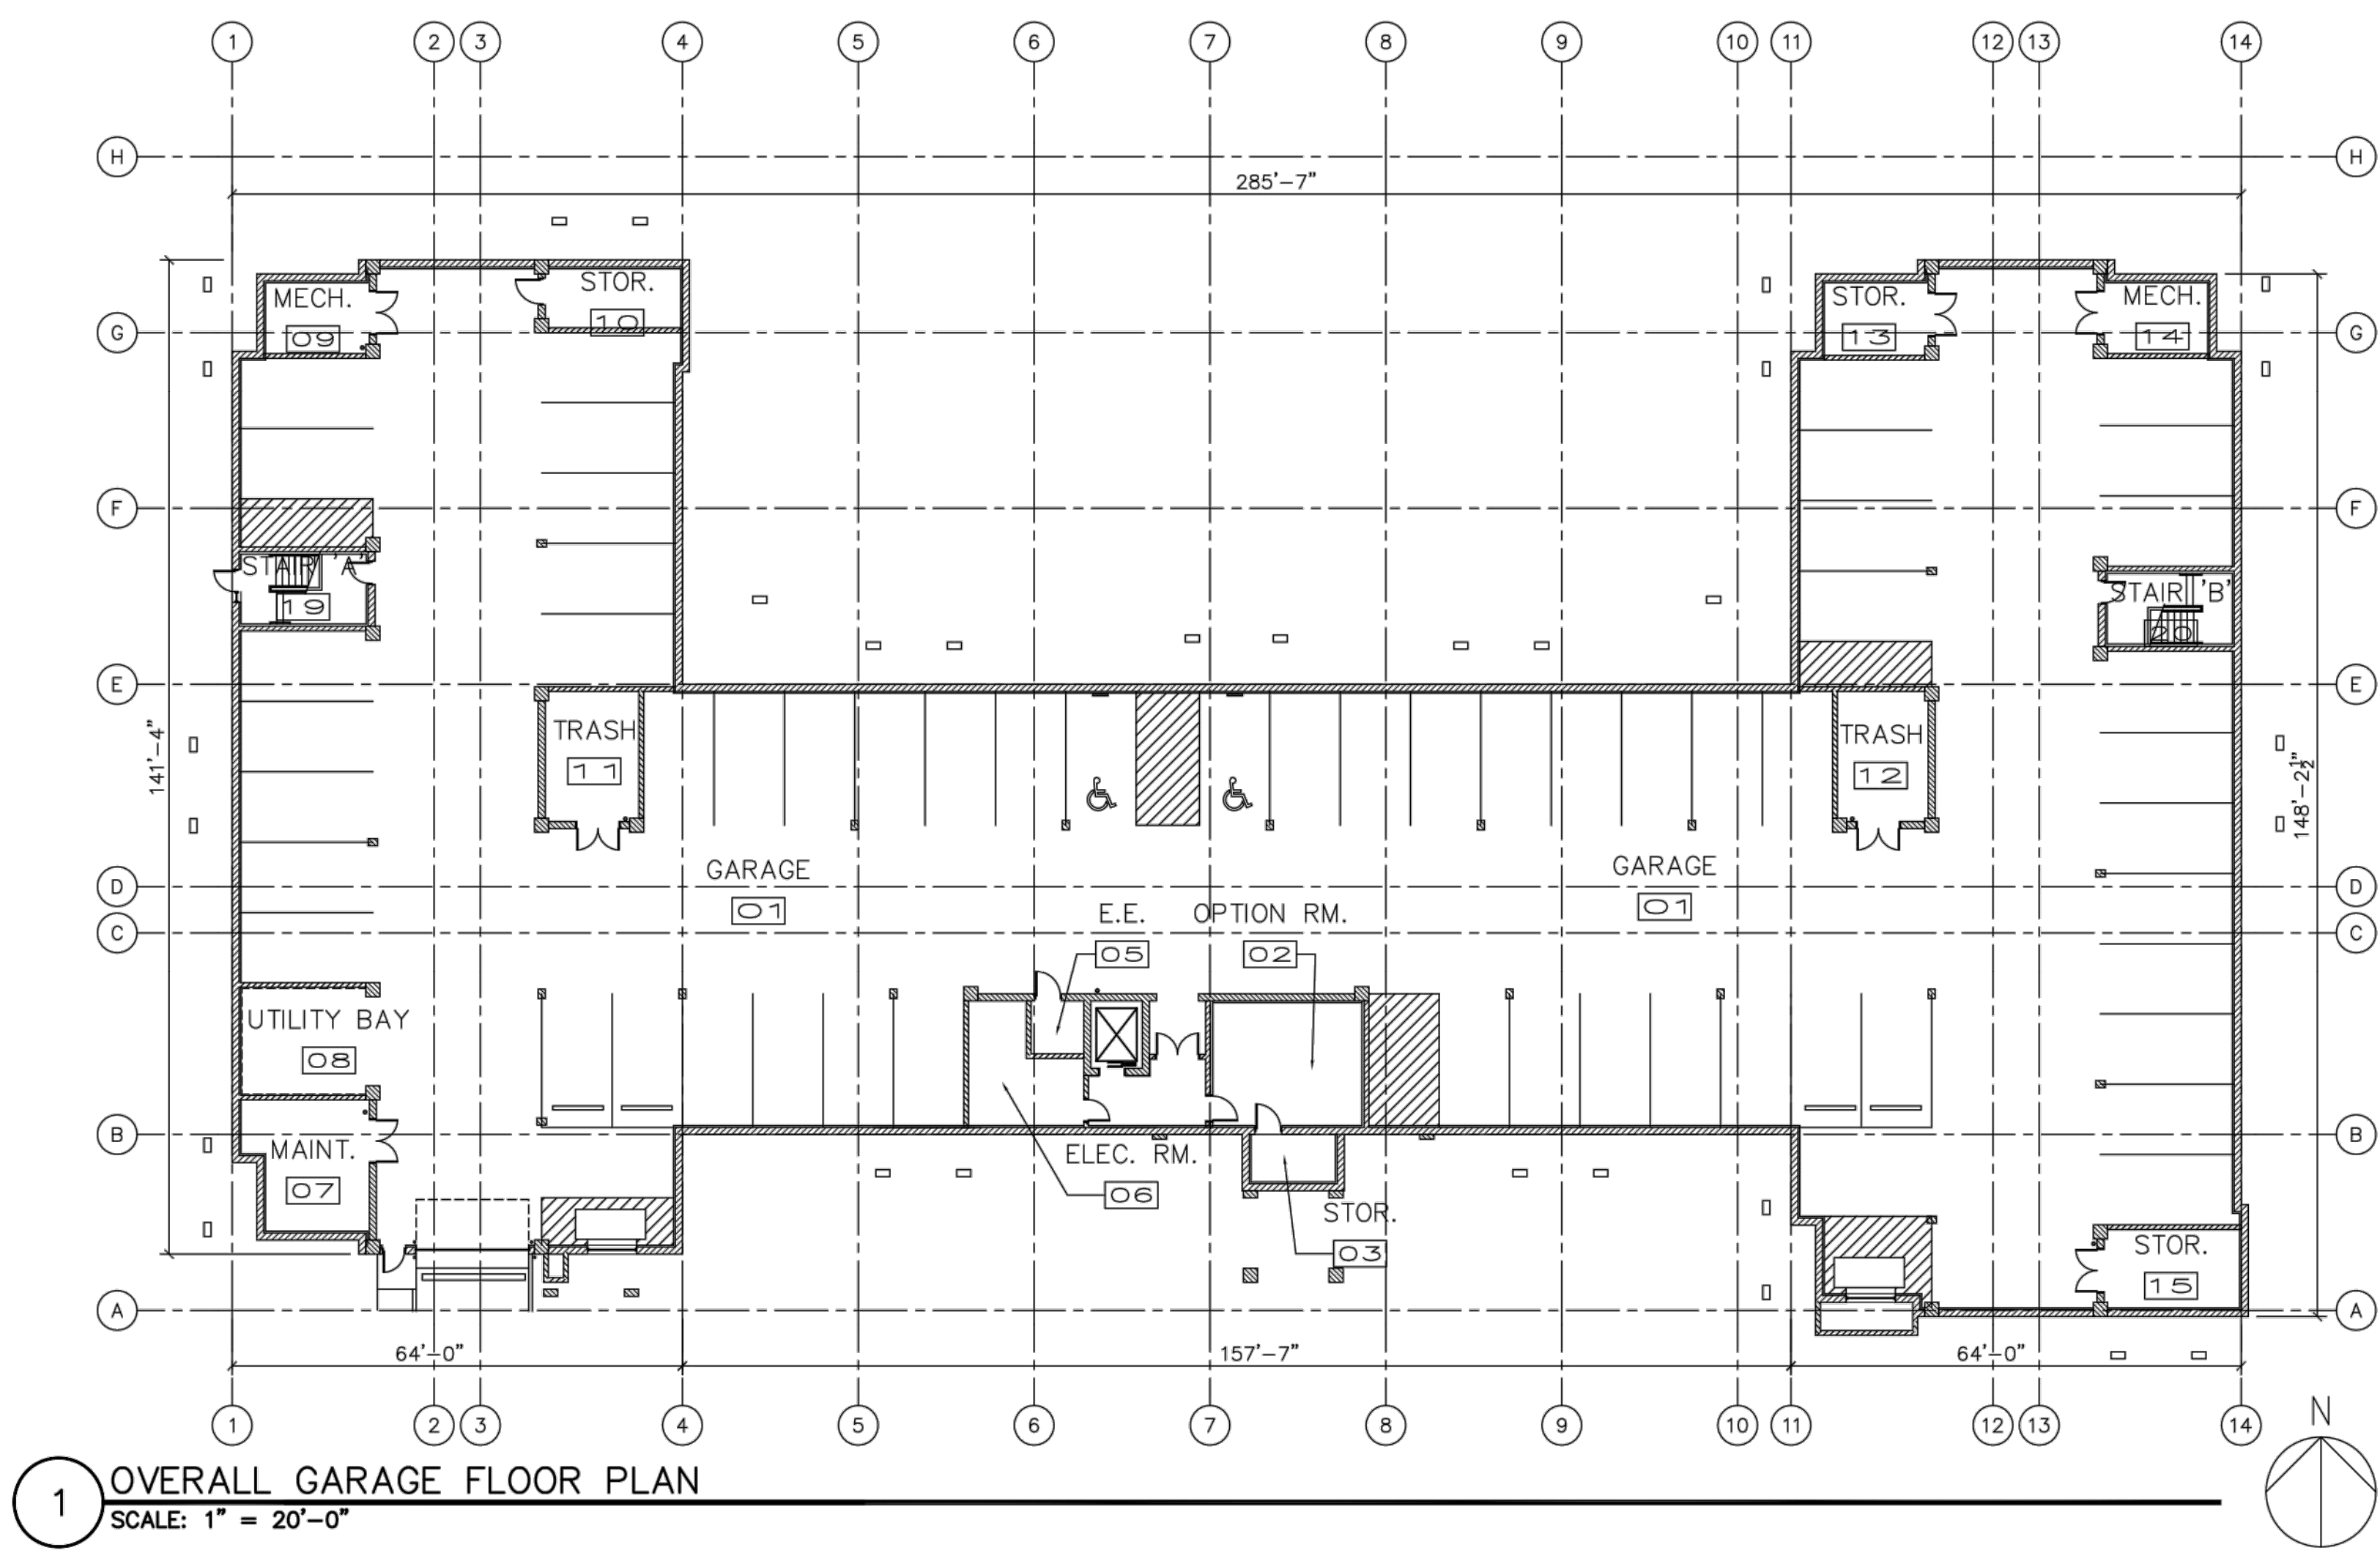 1 2 3 4 5 6 7 8 9 10 11 12 13 14
H H
285'-7"
MECH. STOR. STOR. MECH.
09 10 13 14
G G
F F
STAIR 'A' STAIR 'B'
19 20
E E
TRASH TRASH
11 12
141'-4" 148'-2½"
GARAGE GARAGE
01 01
D D
E.E. OPTION RM.
C C
05 02
UTILITY BAY
08
B B
MAINT. ELEC. RM.
07 06
STOR. STOR.
03 15
A A
64'-0" 157'-7" 64'-0"
1 2 3 4 5 6 7 8 9 10 11 12 13 14
N
1 OVERALL GARAGE FLOOR PLAN
SCALE: 1" = 20'-0"